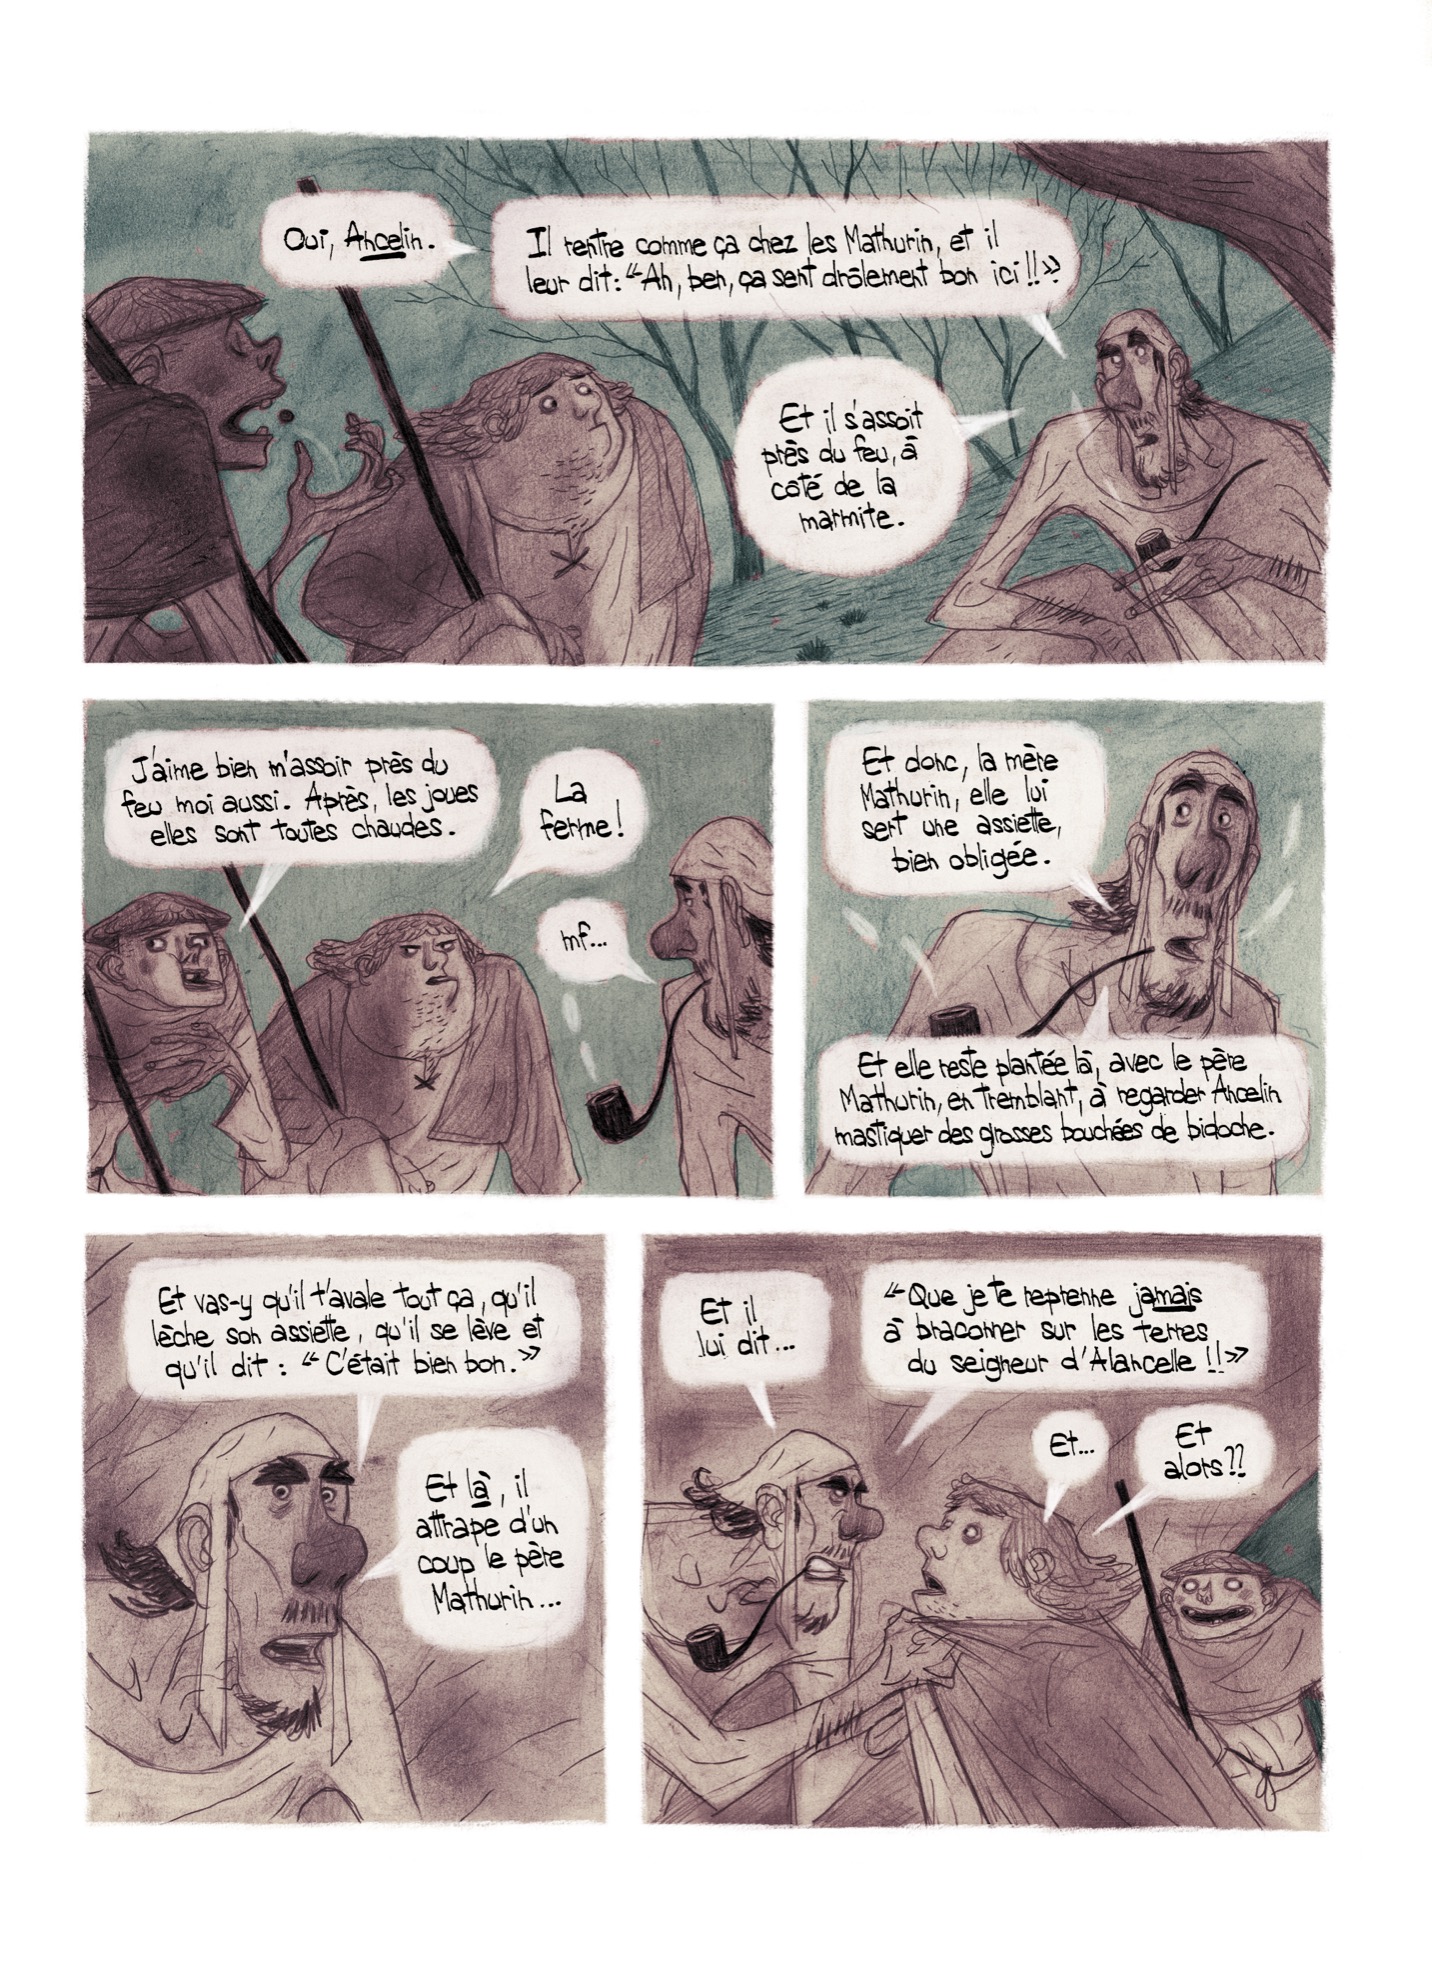 Oui, Ancelin.
Il rentre comme ça chez les Mathurin, et il
leur dit: "Ah, ben, ça sent drôlement bon ici!!"
Et il s'assoit
près du feu, à
côté de la
marmite.
J'aime bien m'assoir près du
feu moi aussi. Après, les joues
elles sont toutes chaudes.
La
ferme!
mf...
Et donc, la mère
Mathurin, elle lui
sert une assiette,
bien obligée.
Et elle reste plantée là, avec le père
Mathurin, en tremblant, à regarder Ancelin
mastiquer des grosses bouchées de bidoche.
Et vas-y qu'il t'avale tout ça, qu'il
lèche son assiette, qu'il se lève et
qu'il dit : "C'était bien bon."
Et là, il
attrape d'un
coup le père
Mathurin...
Et il
lui dit...
"Que je te reprenne jamais
à braconner sur les terres
du seigneur d'Alancelle !!"
Et...
Et
alors??